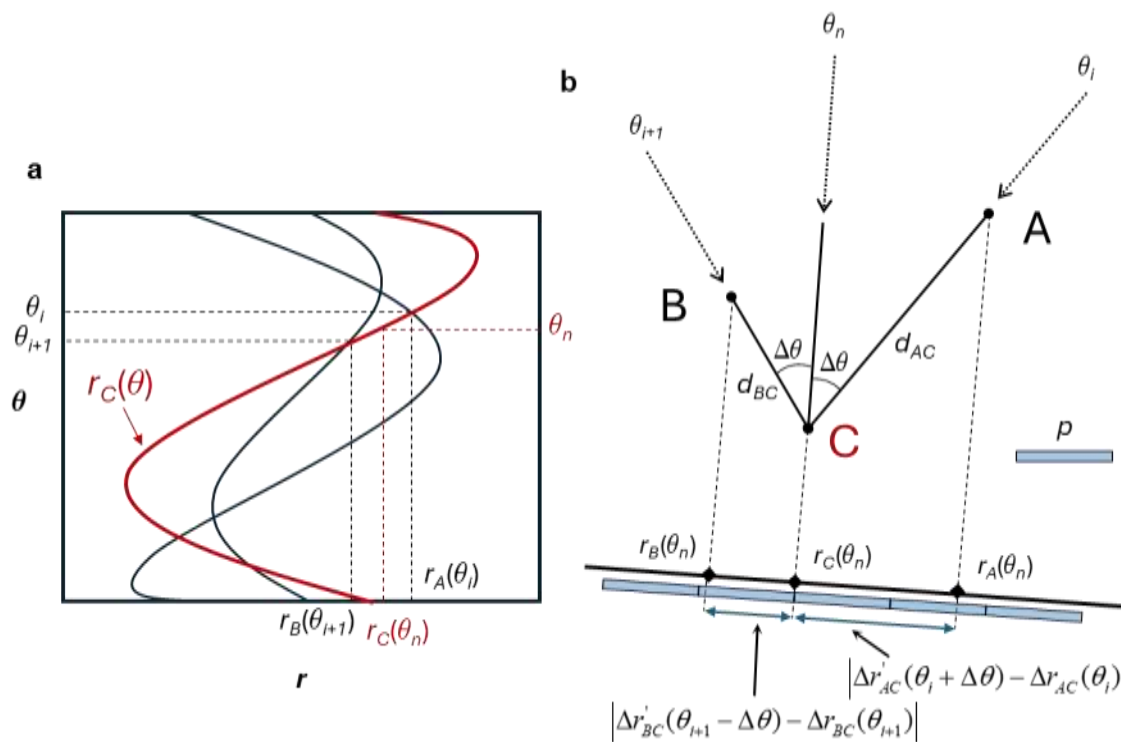 a
θi
θi+1
θ
rC(θ)
θn
rA(θi)
rB(θi+1)
rC(θn)
r
b
θn
θi
θi+1
A
B
Δθ
Δθ
dAC
dBC
C
p
rB(θn)
rC(θn)
rA(θn)
|Δr'AC(θi + Δθ) − ΔrAC(θi)
|Δr'BC(θi+1 − Δθ) − ΔrBC(θi+1)|